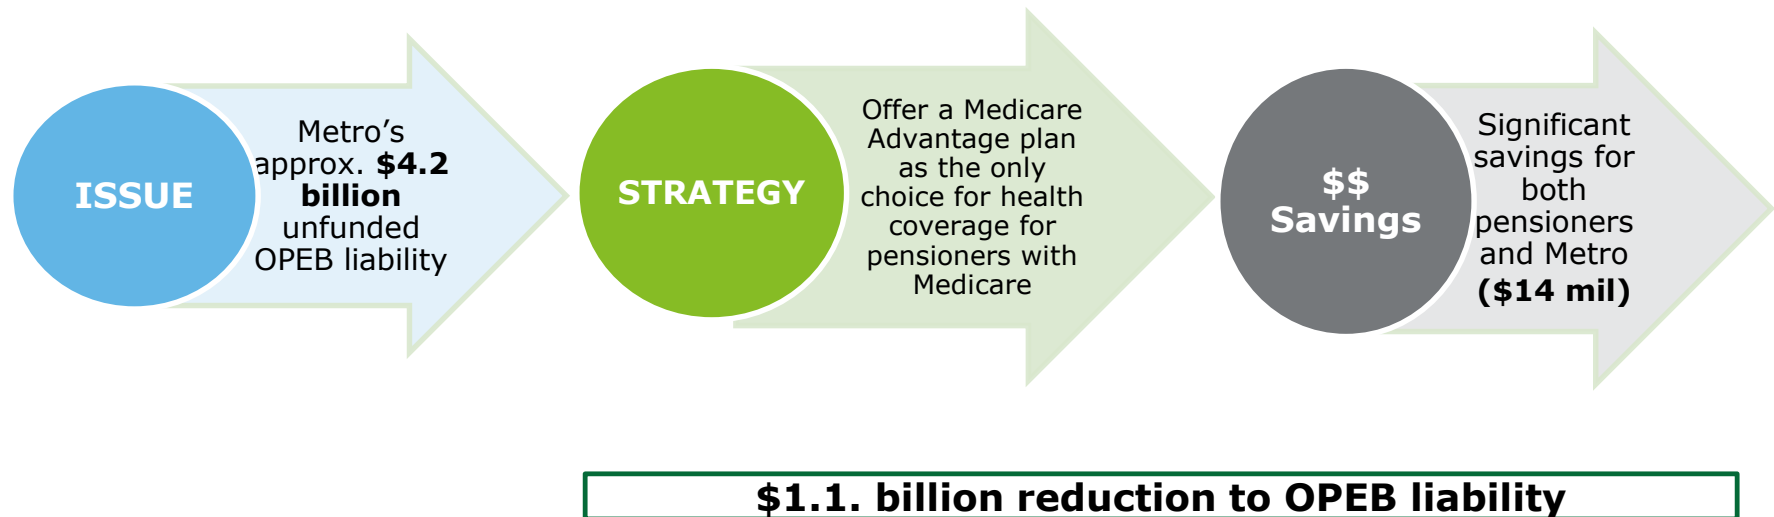 ISSUE
Metro’s
approx. $4.2
billion
unfunded
OPEB liability
STRATEGY
Offer a Medicare
Advantage plan
as the only
choice for health
coverage for
pensioners with
Medicare
$$
Savings
Significant
savings for
both
pensioners
and Metro
($14 mil)
$1.1. billion reduction to OPEB liability